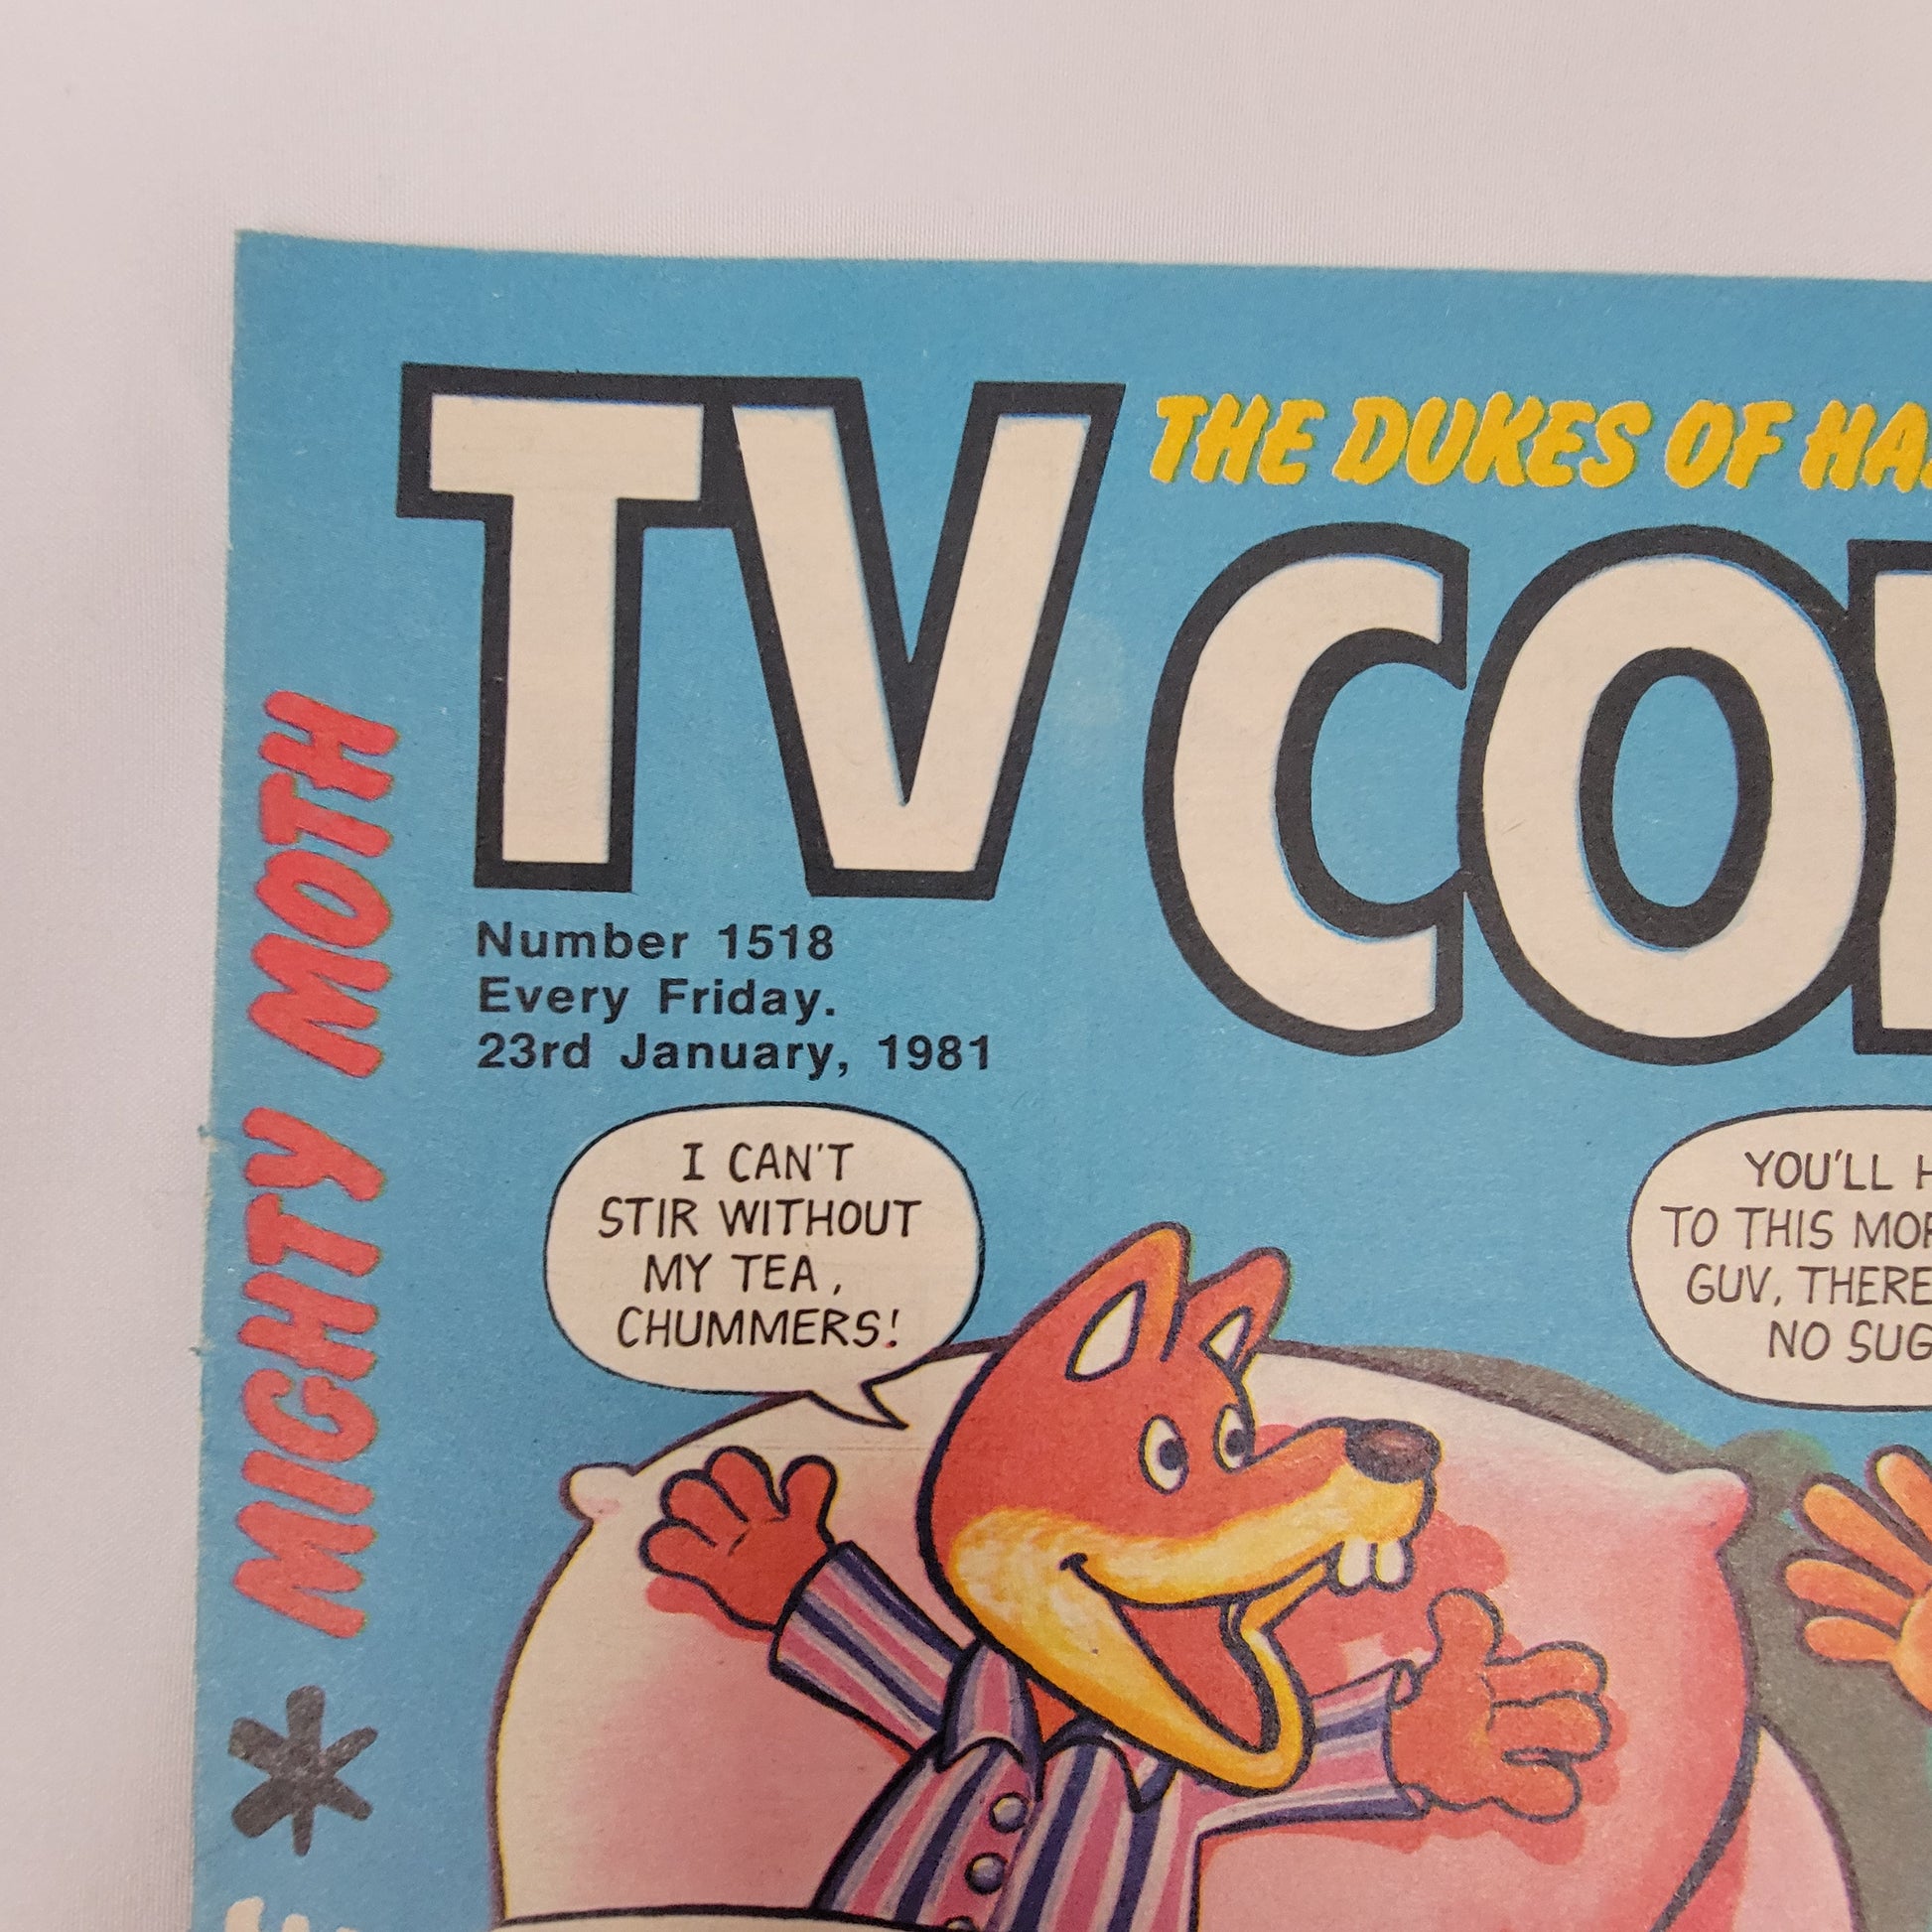 TV
THE DUKES OF
Number 1518
Every Friday.
23rd January, 1981
MIGHTY MOTH
*
I CAN'T
STIR WITHOUT
MY TEA,
CHUMMERS!
YOU'LL
TO THIS
GUV, THERE
NO